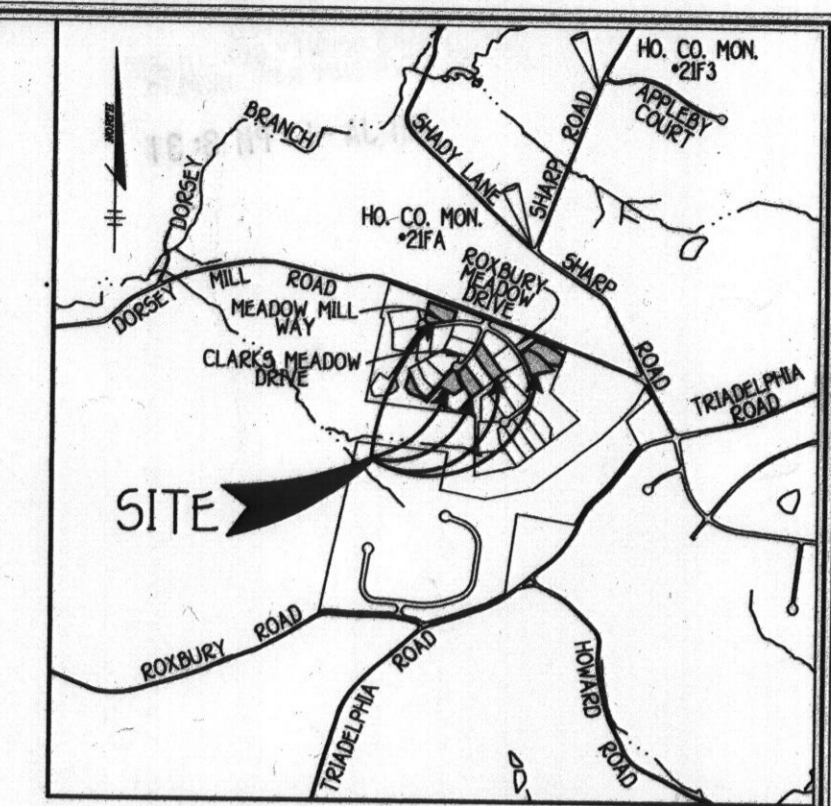 HO. CO. MON.
•21F3
APPLEBY
COURT
SHARP ROAD
BRANCH
DORSEY
SHADY LANE
HO. CO. MON.
•21FA
NORTH
ROXBURY
MEADOW
DRIVE
SHARP
ROAD
DORSEY MILL ROAD
MEADOW MILL
WAY
CLARKS MEADOW
DRIVE
TRIADELPHIA
ROAD
SITE
ROXBURY ROAD
TRIADELPHIA
ROAD
HOWARD
ROAD